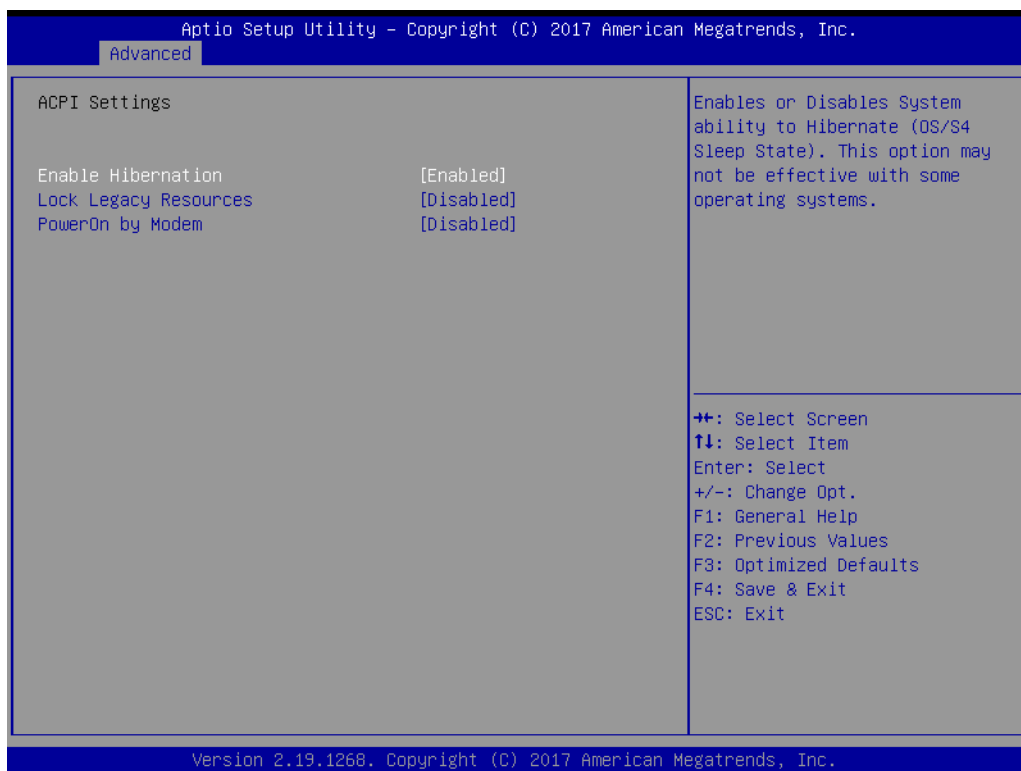 Aptio Setup Utility – Copyright (C) 2017 American Megatrends, Inc.
Advanced
ACPI Settings
Enable Hibernation [Enabled]
Lock Legacy Resources [Disabled]
PowerOn by Modem [Disabled]
Enables or Disables System
ability to Hibernate (OS/S4
Sleep State). This option may
not be effective with some
operating systems.
→←: Select Screen
↑↓: Select Item
Enter: Select
+/-: Change Opt.
F1: General Help
F2: Previous Values
F3: Optimized Defaults
F4: Save & Exit
ESC: Exit
Version 2.19.1268. Copyright (C) 2017 American Megatrends, Inc.